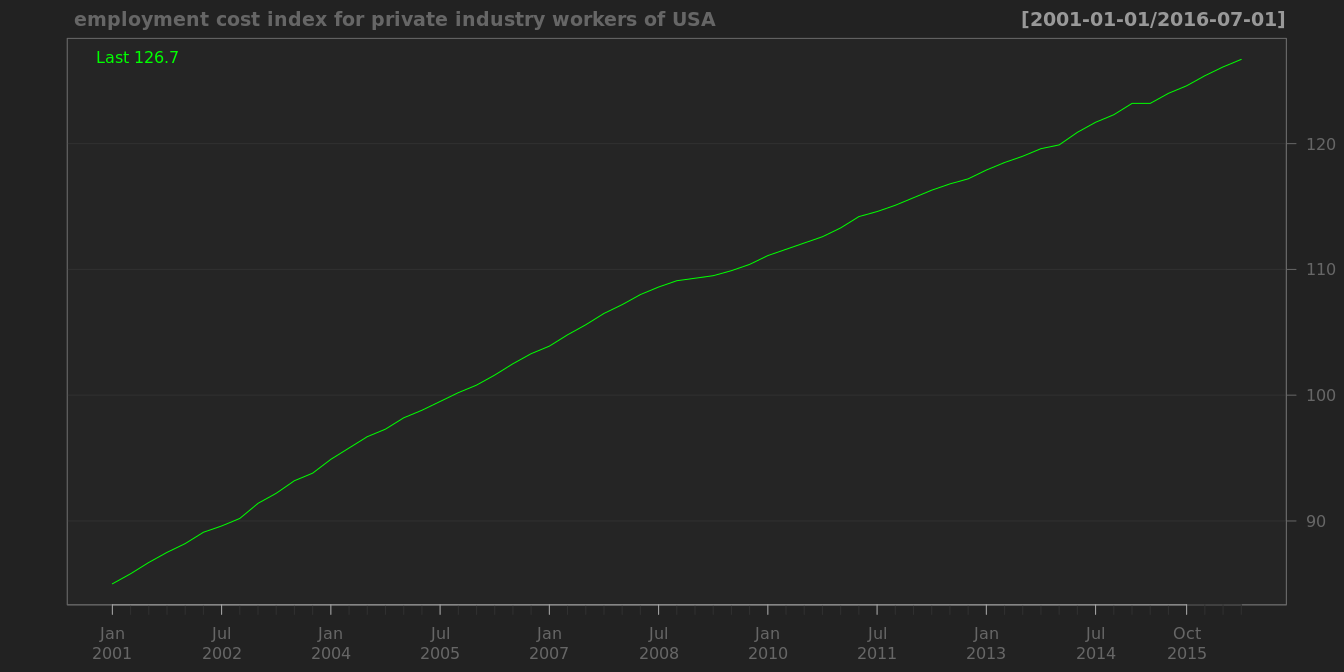 employment cost index for private industry workers of USA
[2001-01-01/2016-07-01]
Last 126.7
120
110
100
90
Jan 2001
Jul 2002
Jan 2004
Jul 2005
Jan 2007
Jul 2008
Jan 2010
Jul 2011
Jan 2013
Jul 2014
Oct 2015